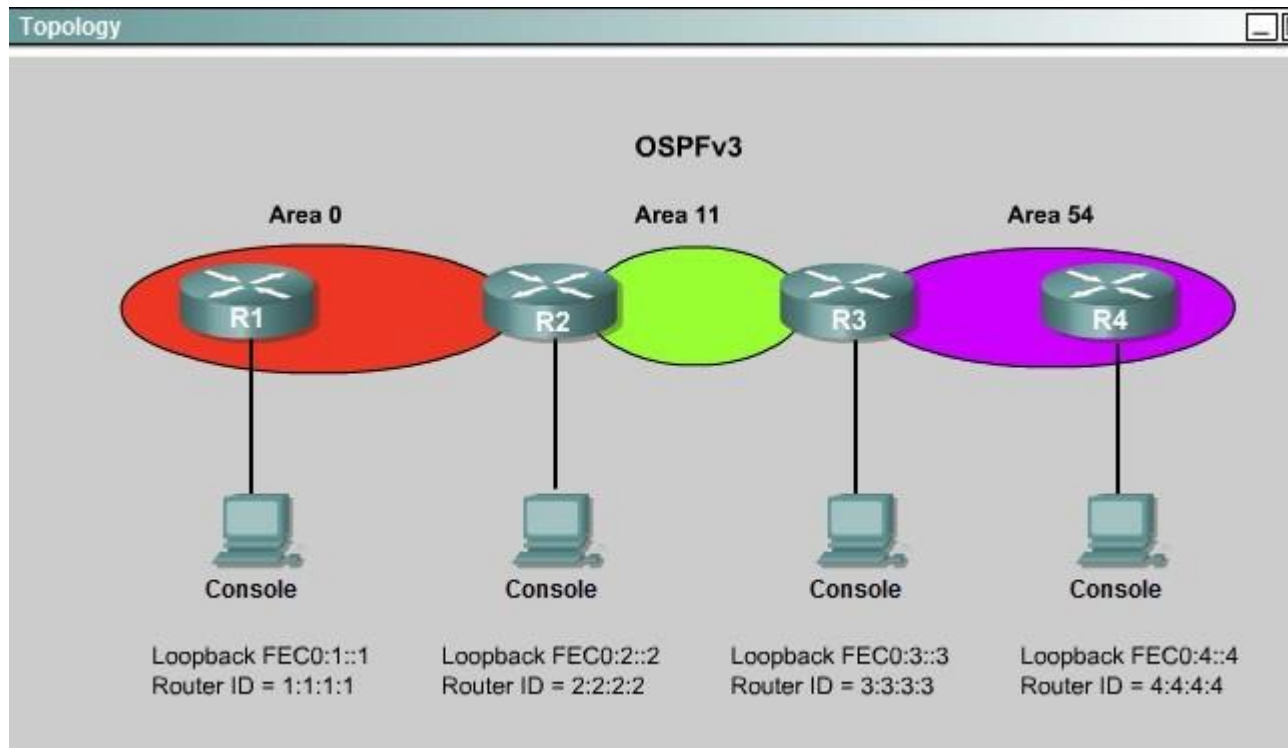 Topology
OSPFv3
Area 0
Area 11
Area 54
R1
R2
R3
R4
Console
Console
Console
Console
Loopback FEC0:1::1
Router ID = 1:1:1:1
Loopback FEC0:2::2
Router ID = 2:2:2:2
Loopback FEC0:3::3
Router ID = 3:3:3:3
Loopback FEC0:4::4
Router ID = 4:4:4:4